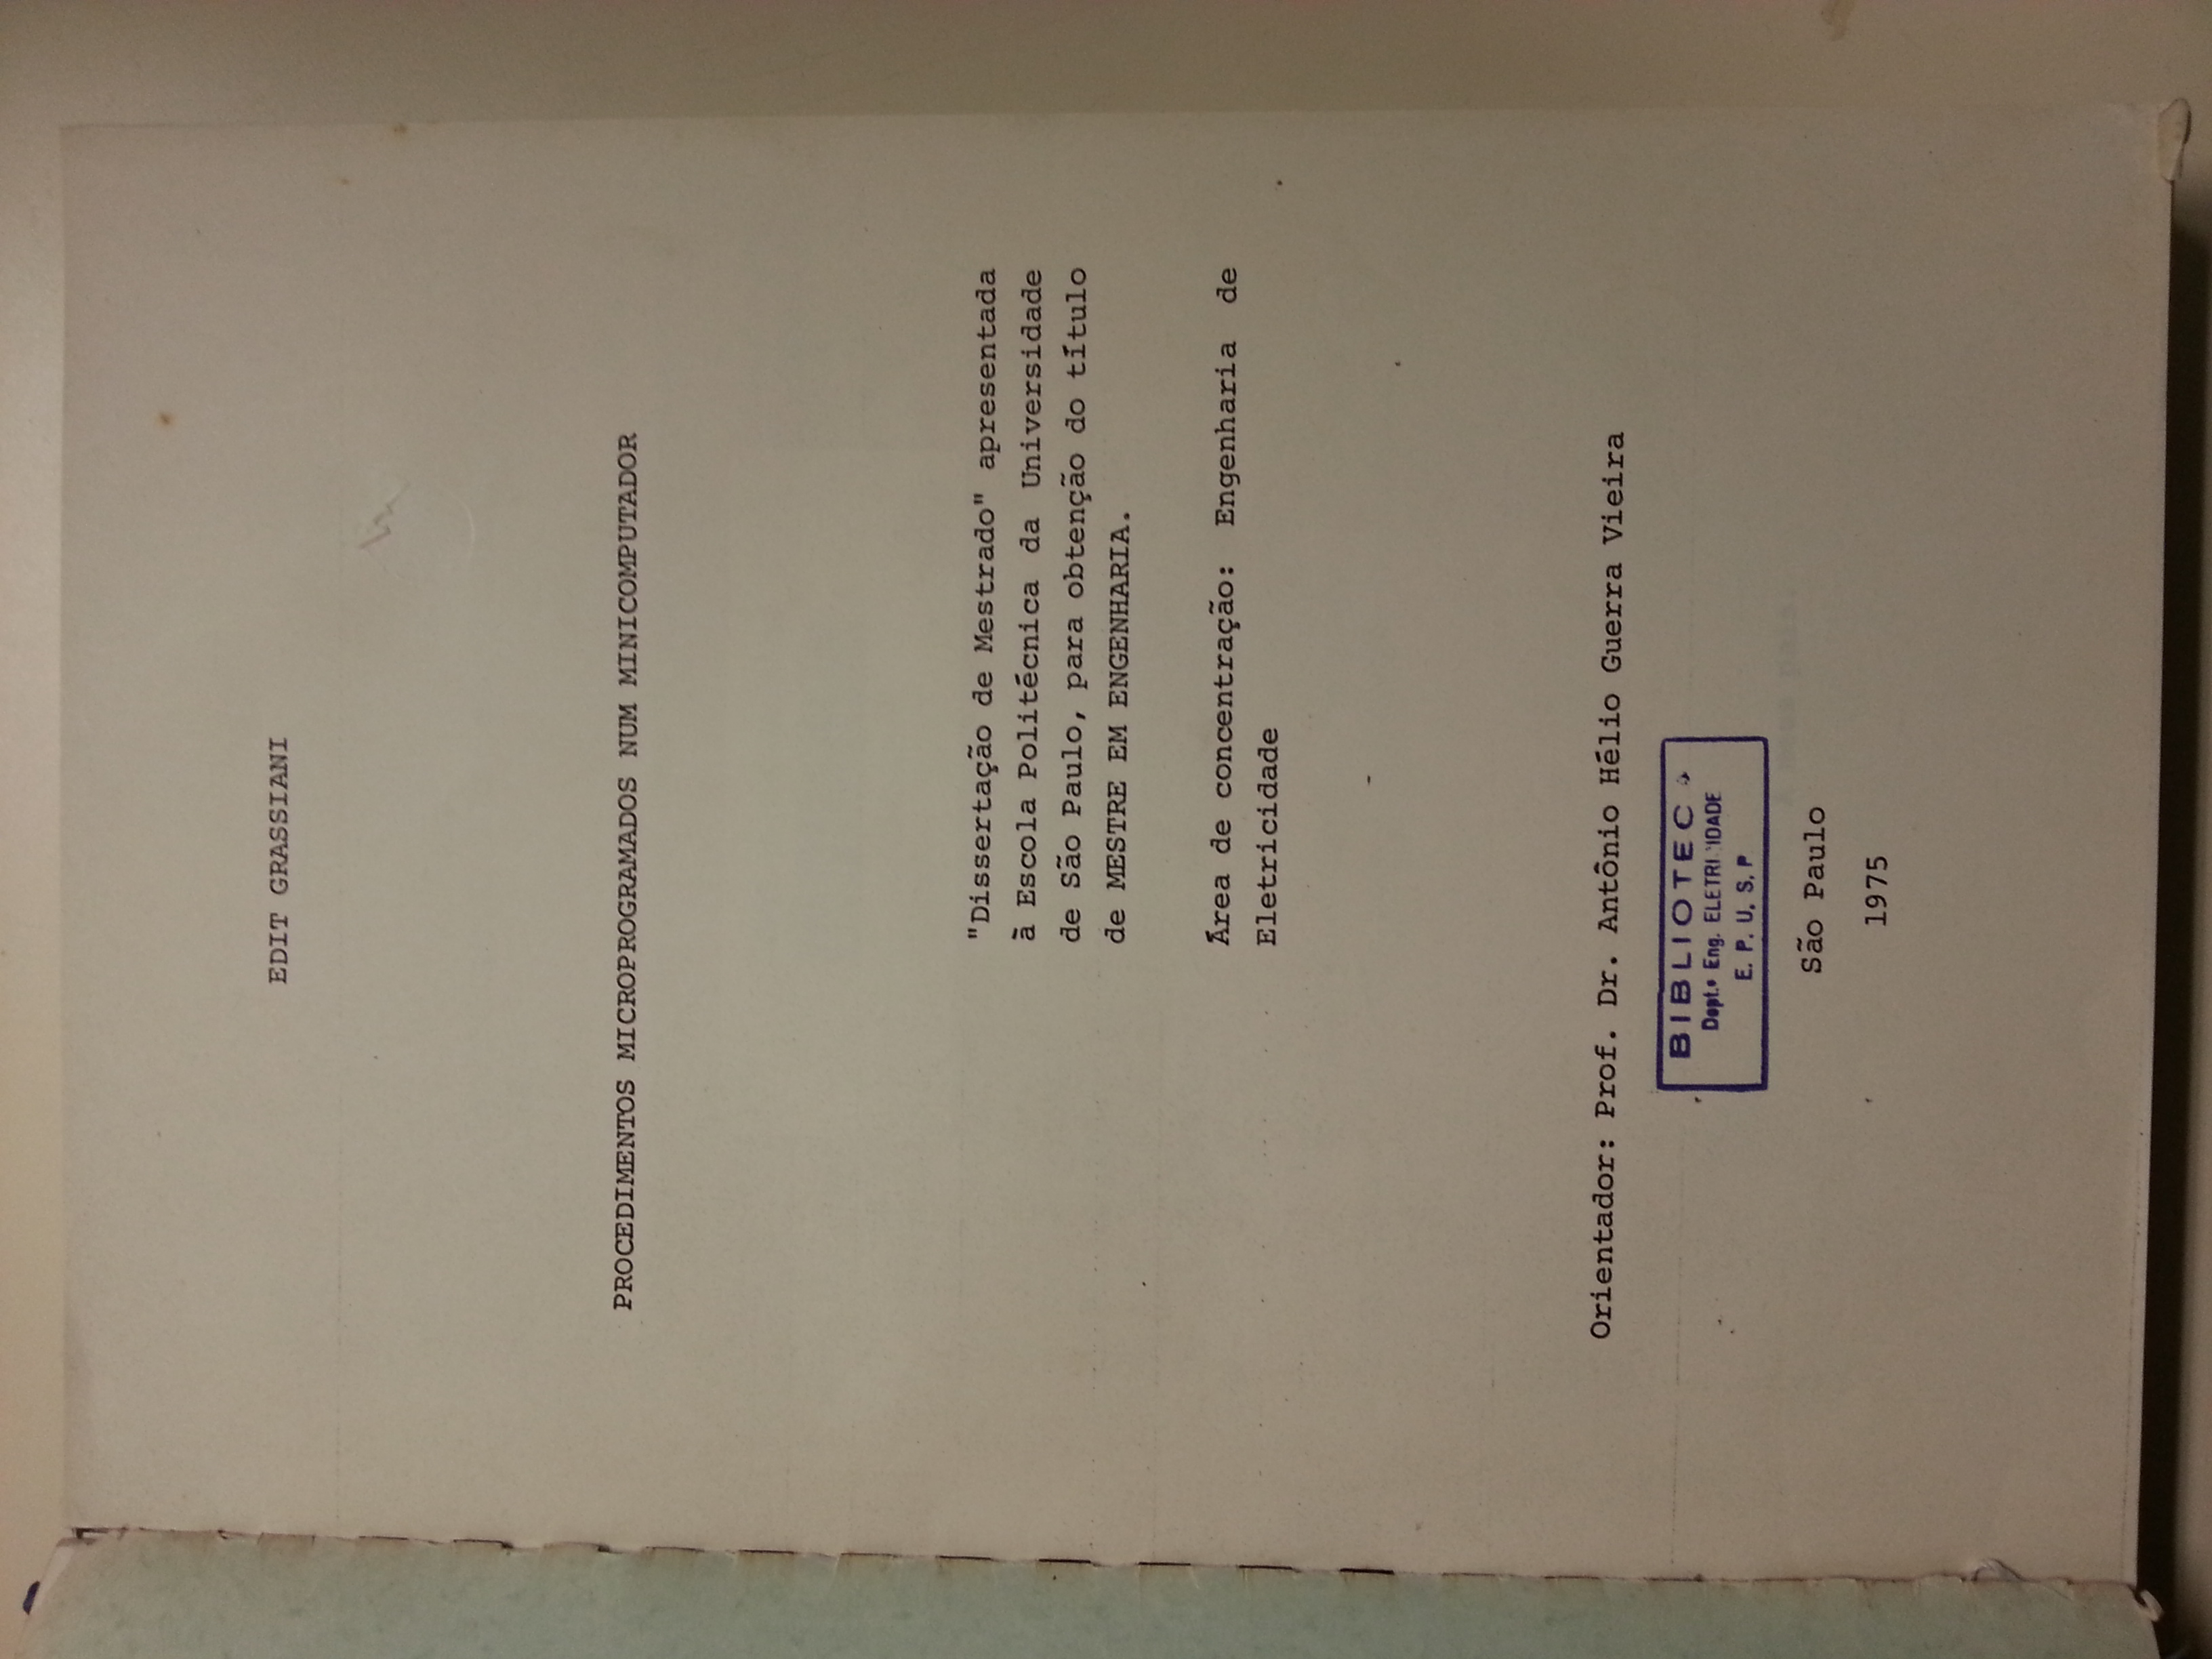 EDIT GRASSIANI
PROCEDIMENTOS MICROPROGRAMADOS NUM MINICOMPUTADOR
"Dissertação de Mestrado" apresentada
à Escola Politécnica da Universidade
de São Paulo, para obtenção do título
de MESTRE EM ENGENHARIA.
Área de concentração: Engenharia de
Eletricidade
Orientador: Prof. Dr. Antônio Hélio Guerra Vieira
BIBLIOTEC
Dept.º Eng. ELETRI IDADE
E. P. U. S. P
São Paulo
1975